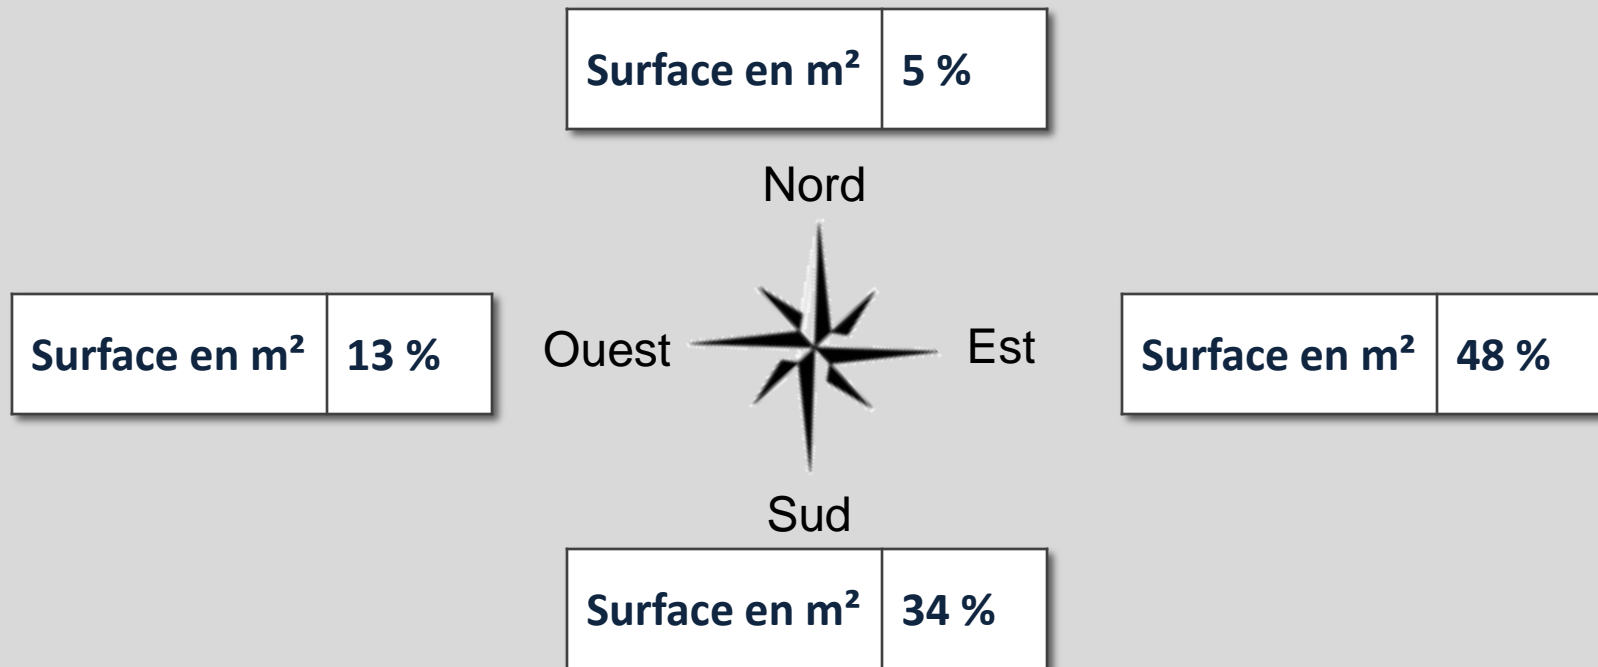 Surface en m² 5 %
Nord
Surface en m² 13 %
Ouest
Est
Surface en m² 48 %
Sud
Surface en m² 34 %